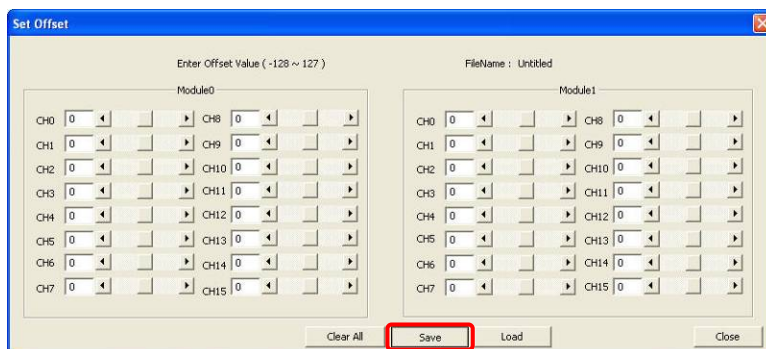 Set Offset
Enter Offset Value ( -128 ~ 127 ) FileName : Untitled
Module0 Module1
CH0 0 CH8 0 CH0 0 CH8 0
CH1 0 CH9 0 CH1 0 CH9 0
CH2 0 CH10 0 CH2 0 CH10 0
CH3 0 CH11 0 CH3 0 CH11 0
CH4 0 CH12 0 CH4 0 CH12 0
CH5 0 CH13 0 CH5 0 CH13 0
CH6 0 CH14 0 CH6 0 CH14 0
CH7 0 CH15 0 CH7 0 CH15 0
Clear All Save Load Close